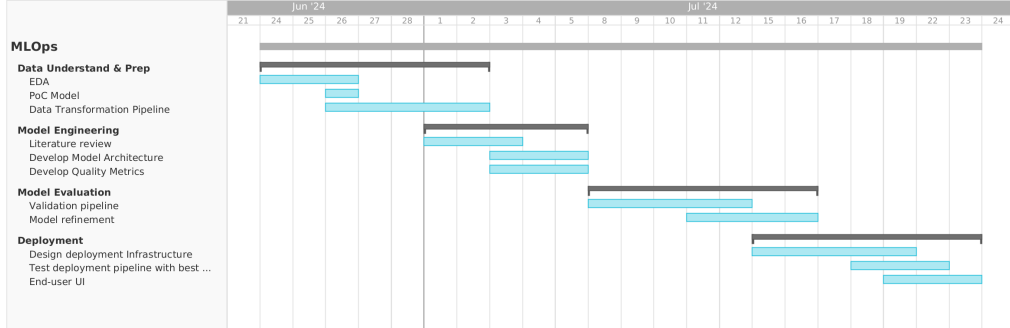 Jun '24 Jul '24
21 24 25 26 27 28 1 2 3 4 5 8 9 10 11 12 15 16 17 18 19 22 23 24
MLOps
Data Understand & Prep
EDA
PoC Model
Data Transformation Pipeline
Model Engineering
Literature review
Develop Model Architecture
Develop Quality Metrics
Model Evaluation
Validation pipeline
Model refinement
Deployment
Design deployment Infrastructure
Test deployment pipeline with best ...
End-user UI